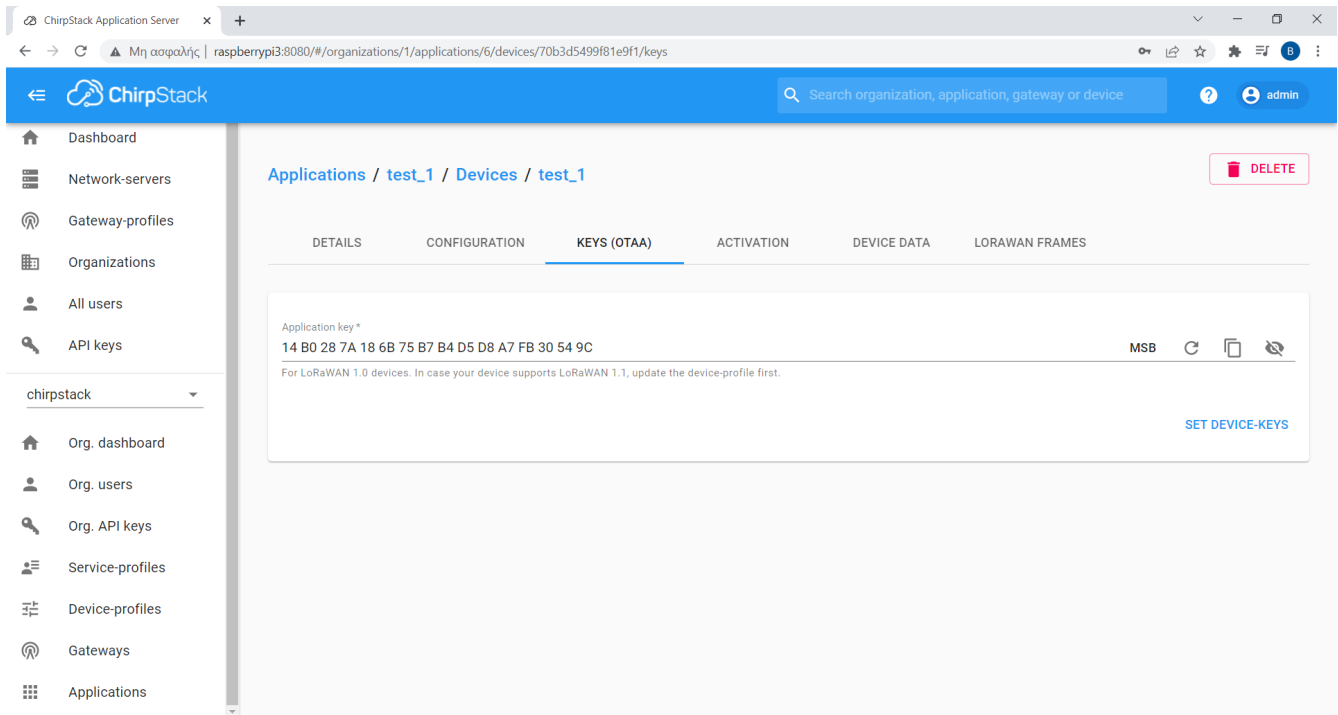 ChirpStack Application Server
Μη ασφαλής | raspberrypi3:8080/#/organizations/1/applications/6/devices/70b3d5499f81e9f1/keys
B
ChirpStack
Search organization, application, gateway or device
? admin
Dashboard
Network-servers
Gateway-profiles
Organizations
All users
API keys
chirpstack
Org. dashboard
Org. users
Org. API keys
Service-profiles
Device-profiles
Gateways
Applications
Applications / test_1 / Devices / test_1
DELETE
DETAILS CONFIGURATION KEYS (OTAA) ACTIVATION DEVICE DATA LORAWAN FRAMES
Application key *
14 B0 28 7A 18 6B 75 B7 B4 D5 D8 A7 FB 30 54 9C MSB
For LoRaWAN 1.0 devices. In case your device supports LoRaWAN 1.1, update the device-profile first.
SET DEVICE-KEYS